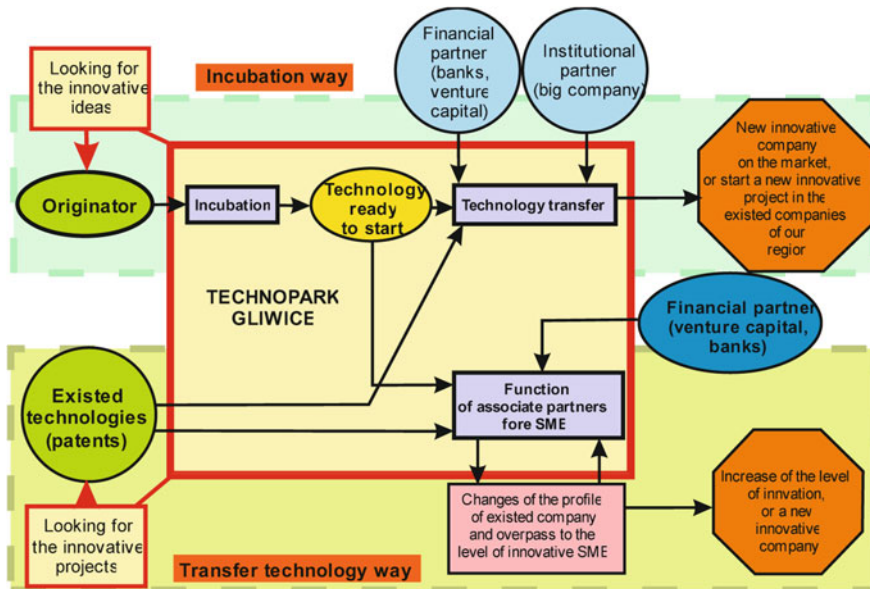 Looking for
the innovative
ideas
Incubation way
Financial
partner
(banks,
venture
capital)
Institutional
partner
(big company)
New innovative
company
on the market,
or start a new innovative
project in the
existed companies
of our
regior
Originator
Incubation
Technology
ready
to start
Technology transfer
TECHNOPARK
GLIWICE
Financial partner
(venture capital,
banks)
Existed
technologies
(patents)
Function
of associate partners
fore SME
Looking for
the innovative
projects
Changes of the profile
of existed company
and overpass to the
level of innovative SME
Increase of the level
of innvation,
or a new
innovative
company
Transfer technology way